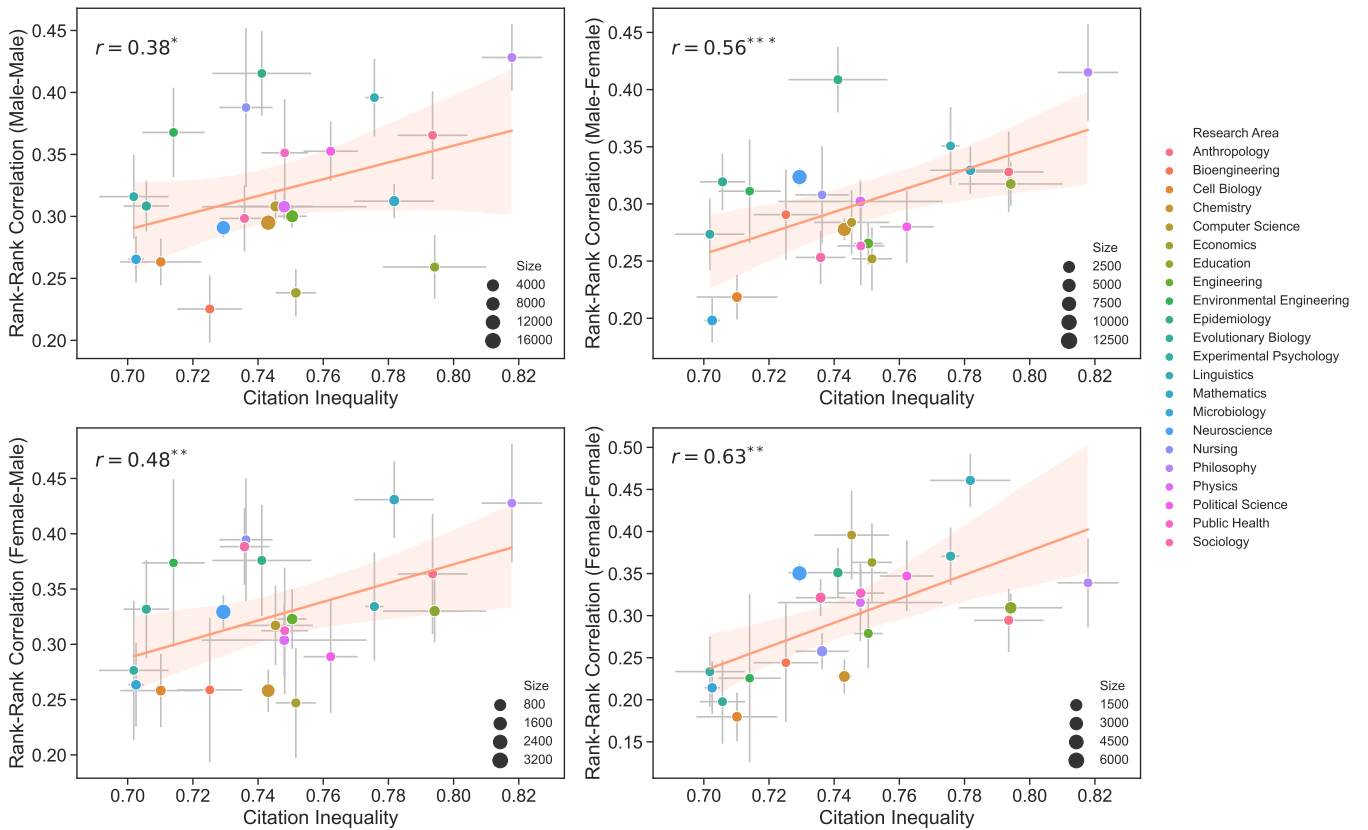 Rank-Rank Correlation (Male-Male)
r = 0.38*
0.45
0.40
0.35
0.30
0.25
0.20
Size
4000
8000
12000
16000
0.70 0.72 0.74 0.76 0.78 0.80 0.82
Citation Inequality
Rank-Rank Correlation (Male-Female)
r = 0.56***
0.45
0.40
0.35
0.30
0.25
0.20
Size
2500
5000
7500
10000
12500
0.70 0.72 0.74 0.76 0.78 0.80 0.82
Citation Inequality
Rank-Rank Correlation (Female-Male)
r = 0.48**
0.45
0.40
0.35
0.30
0.25
0.20
Size
800
1600
2400
3200
0.70 0.72 0.74 0.76 0.78 0.80 0.82
Citation Inequality
Rank-Rank Correlation (Female-Female)
r = 0.63**
0.50
0.45
0.40
0.35
0.30
0.25
0.20
0.15
Size
1500
3000
4500
6000
0.70 0.72 0.74 0.76 0.78 0.80 0.82
Citation Inequality
Research Area
Anthropology
Bioengineering
Cell Biology
Chemistry
Computer Science
Economics
Education
Engineering
Environmental Engineering
Epidemiology
Evolutionary Biology
Experimental Psychology
Linguistics
Mathematics
Microbiology
Neuroscience
Nursing
Philosophy
Physics
Political Science
Public Health
Sociology